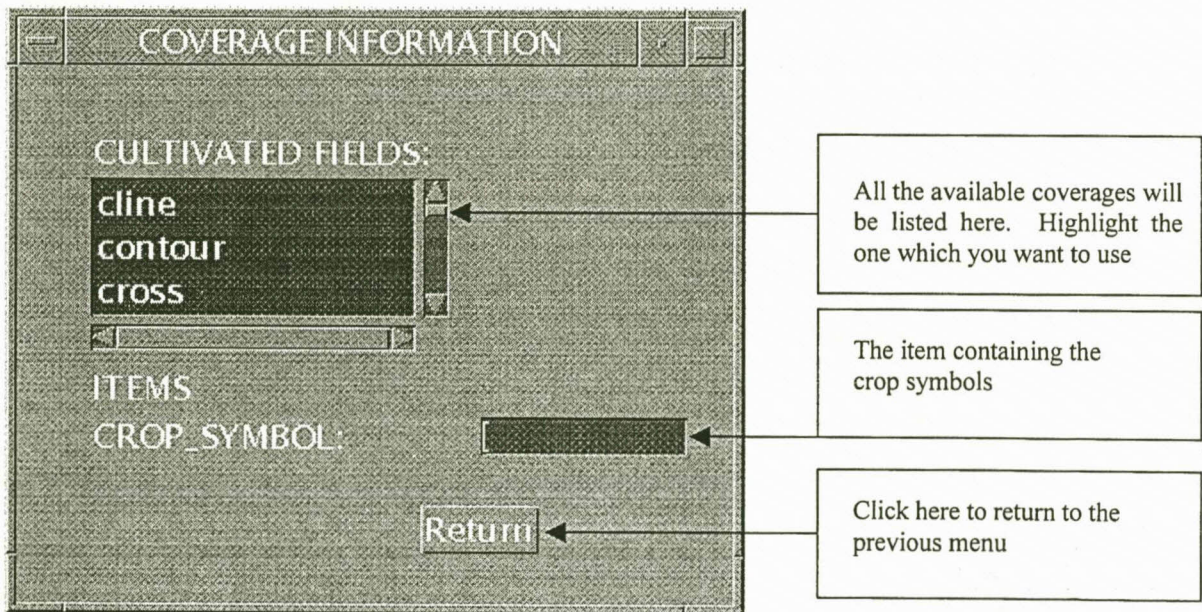 COVERAGE INFORMATION
CULTIVATED FIELDS:
cline
contour
cross
ITEMS
CROP_SYMBOL:
Return
All the available coverages will
be listed here. Highlight the
one which you want to use
The item containing the
crop symbols
Click here to return to the
previous menu